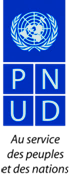 P N
U D
Au service
des peuples
et des nations